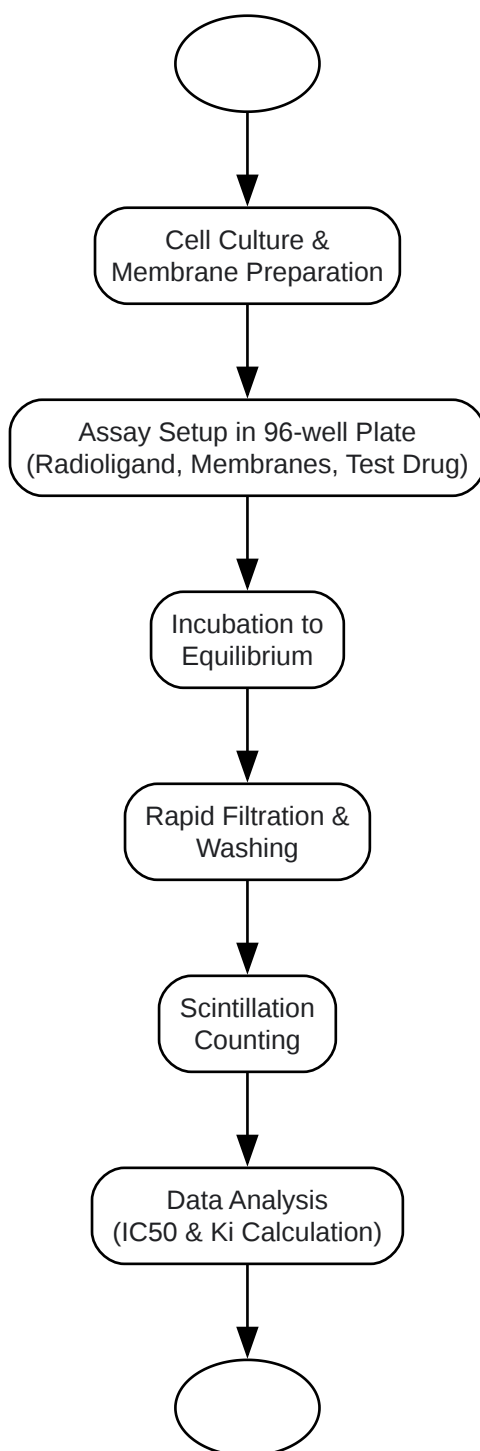 Cell Culture &
Membrane Preparation
Assay Setup in 96-well Plate
(Radioligand, Membranes, Test Drug)
Incubation to
Equilibrium
Rapid Filtration &
Washing
Scintillation
Counting
Data Analysis
(IC50 & Ki Calculation)